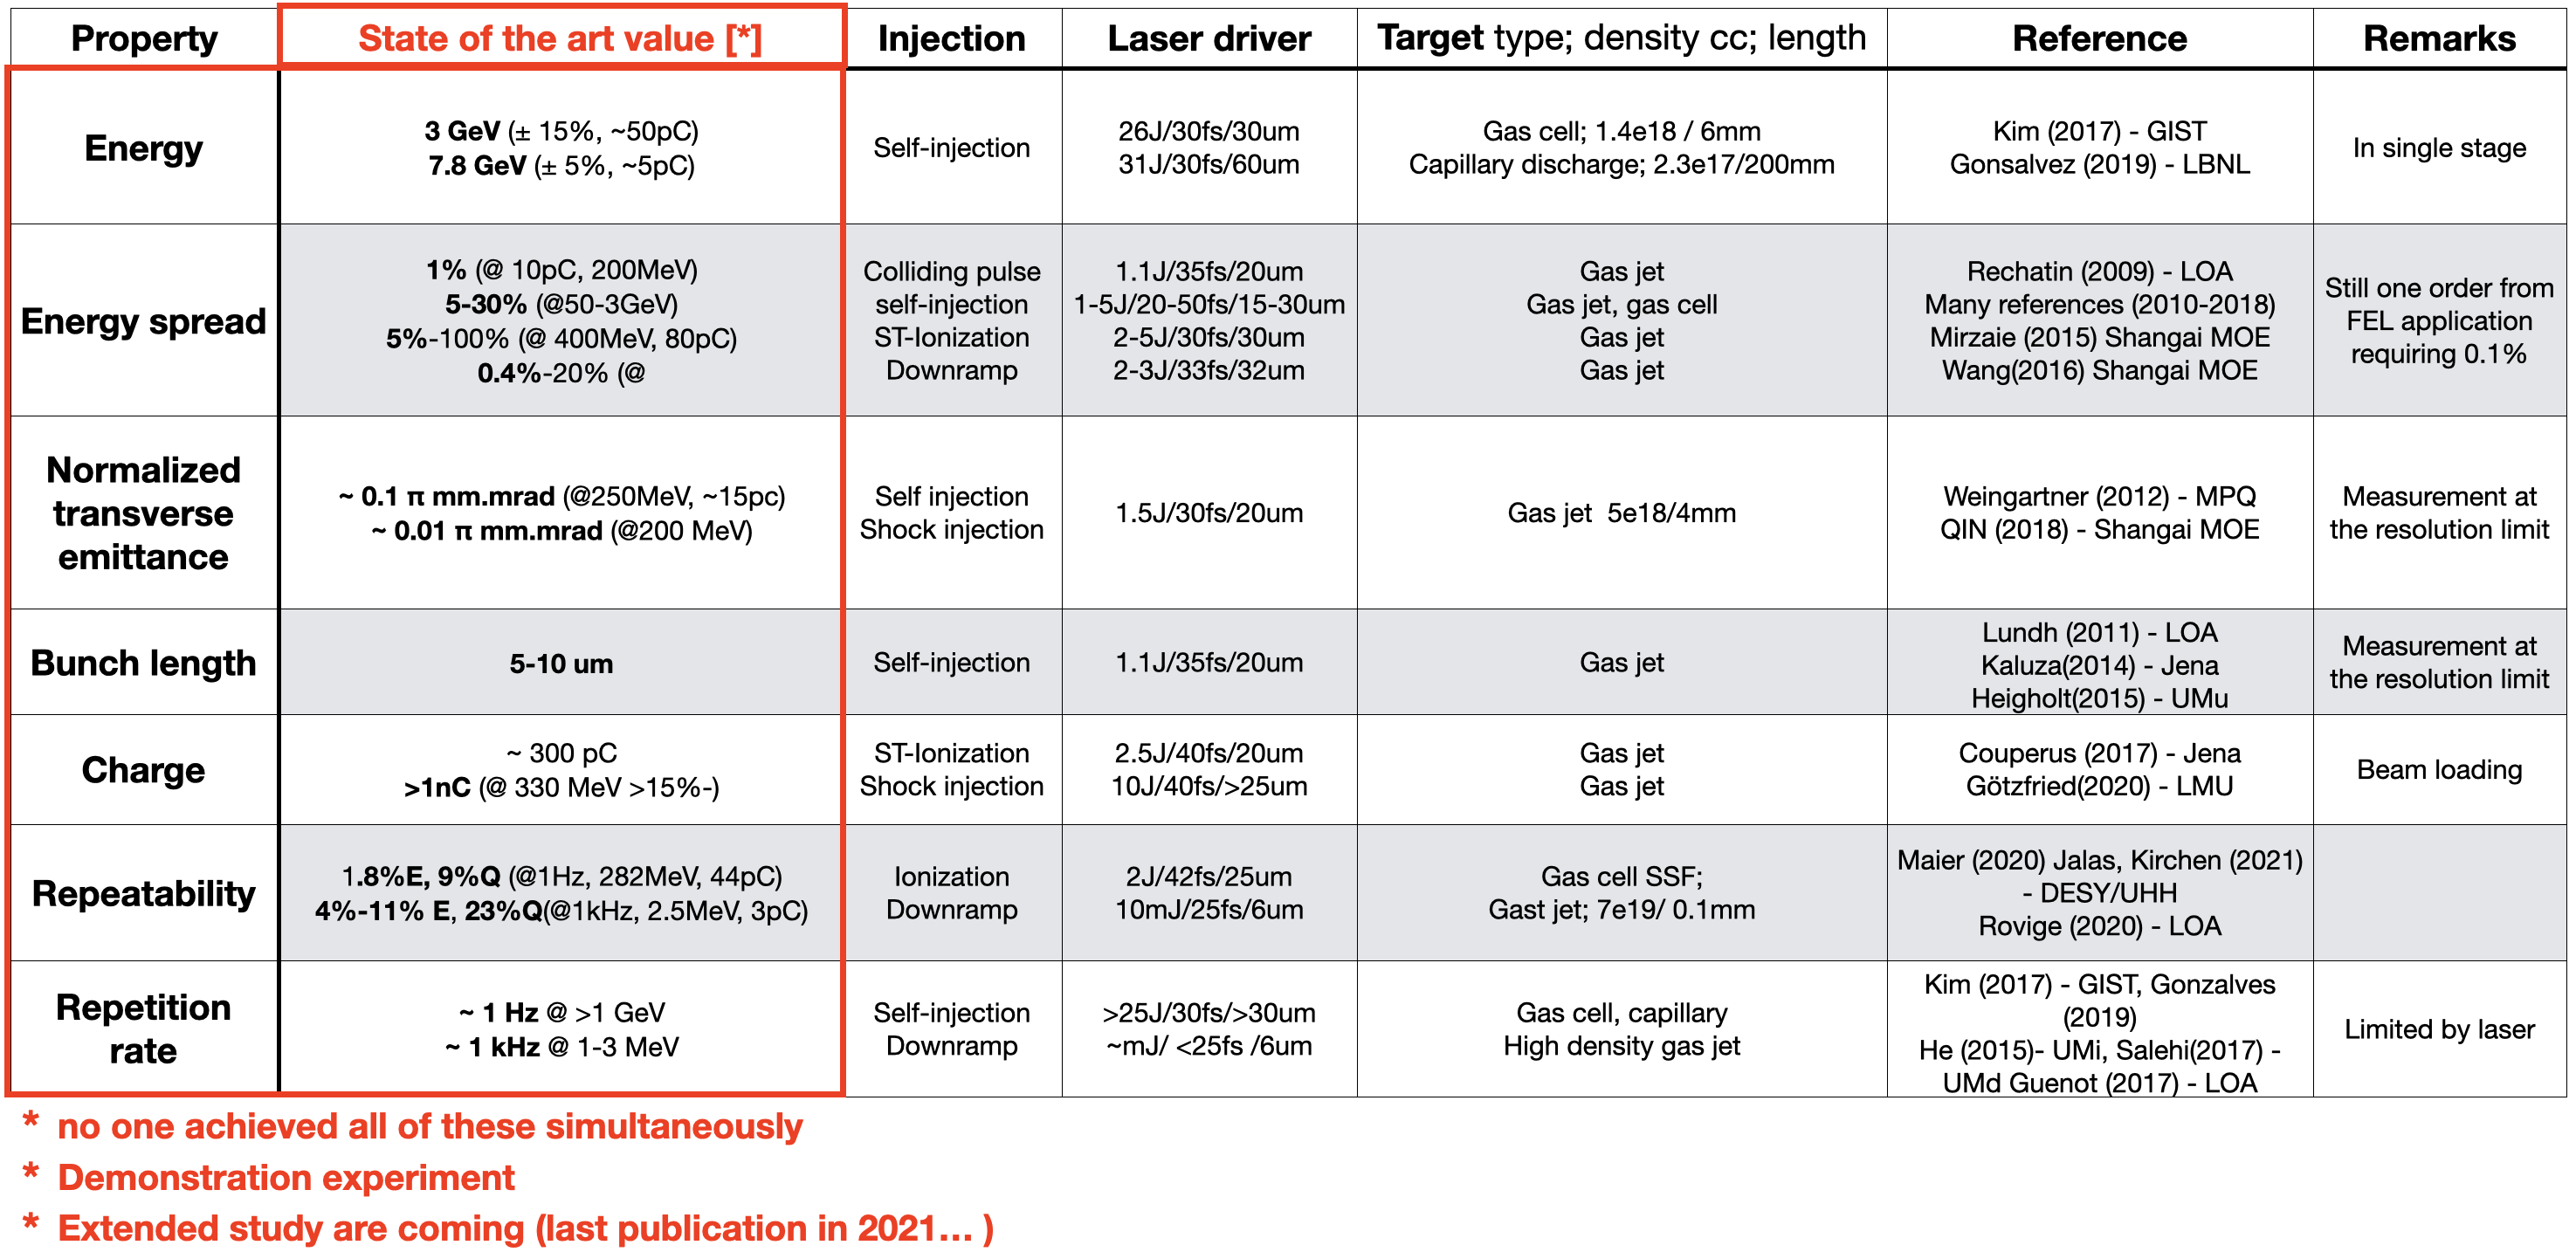 Property
State of the art value [*]
Injection
Laser driver
Target type; density cc; length
Reference
Remarks
Energy
3 GeV (± 15%, ~50pC)
7.8 GeV (± 5%, ~5pC)
Self-injection
26J/30fs/30um
31J/30fs/60um
Gas cell; 1.4e18 / 6mm
Capillary discharge; 2.3e17/200mm
Kim (2017) - GIST
Gonsalvez (2019) - LBNL
In single stage
Energy spread
1% (@ 10pC, 200MeV)
5-30% (@50-3GeV)
5%-100% (@ 400MeV, 80pC)
0.4%-20% (@
Colliding pulse
self-injection
ST-Ionization
Downramp
1.1J/35fs/20um
1-5J/20-50fs/15-30um
2-5J/30fs/30um
2-3J/33fs/32um
Gas jet
Gas jet, gas cell
Gas jet
Gas jet
Rechatin (2009) - LOA
Many references (2010-2018)
Mirzaie (2015) Shangai MOE
Wang(2016) Shangai MOE
Still one order from
FEL application
requiring 0.1%
Normalized
transverse
emittance
~ 0.1 π mm.mrad (@250MeV, ~15pc)
~ 0.01 π mm.mrad (@200 MeV)
Self injection
Shock injection
1.5J/30fs/20um
Gas jet 5e18/4mm
Weingartner (2012) - MPQ
QIN (2018) - Shangai MOE
Measurement at
the resolution limit
Bunch length
5-10 um
Self-injection
1.1J/35fs/20um
Gas jet
Lundh (2011) - LOA
Kaluza(2014) - Jena
Heigholt(2015) - UMu
Measurement at
the resolution limit
Charge
~ 300 pC
>1nC (@ 330 MeV >15%-)
ST-Ionization
Shock injection
2.5J/40fs/20um
10J/40fs/>25um
Gas jet
Gas jet
Couperus (2017) - Jena
Götzfried(2020) - LMU
Beam loading
Repeatability
1.8%E, 9%Q (@1Hz, 282MeV, 44pC)
4%-11% E, 23%Q(@1kHz, 2.5MeV, 3pC)
Ionization
Downramp
2J/42fs/25um
10mJ/25fs/6um
Gas cell SSF;
Gast jet; 7e19/ 0.1mm
Maier (2020) Jalas, Kirchen (2021)
- DESY/UHH
Rovige (2020) - LOA
Repetition
rate
~ 1 Hz @ >1 GeV
~ 1 kHz @ 1-3 MeV
Self-injection
Downramp
>25J/30fs/>30um
~mJ/ <25fs /6um
Gas cell, capillary
High density gas jet
Kim (2017) - GIST, Gonzalves
(2019)
He (2015)- UMi, Salehi(2017) -
UMd Guenot (2017) - LOA
Limited by laser
* no one achieved all of these simultaneously
* Demonstration experiment
* Extended study are coming (last publication in 2021... )